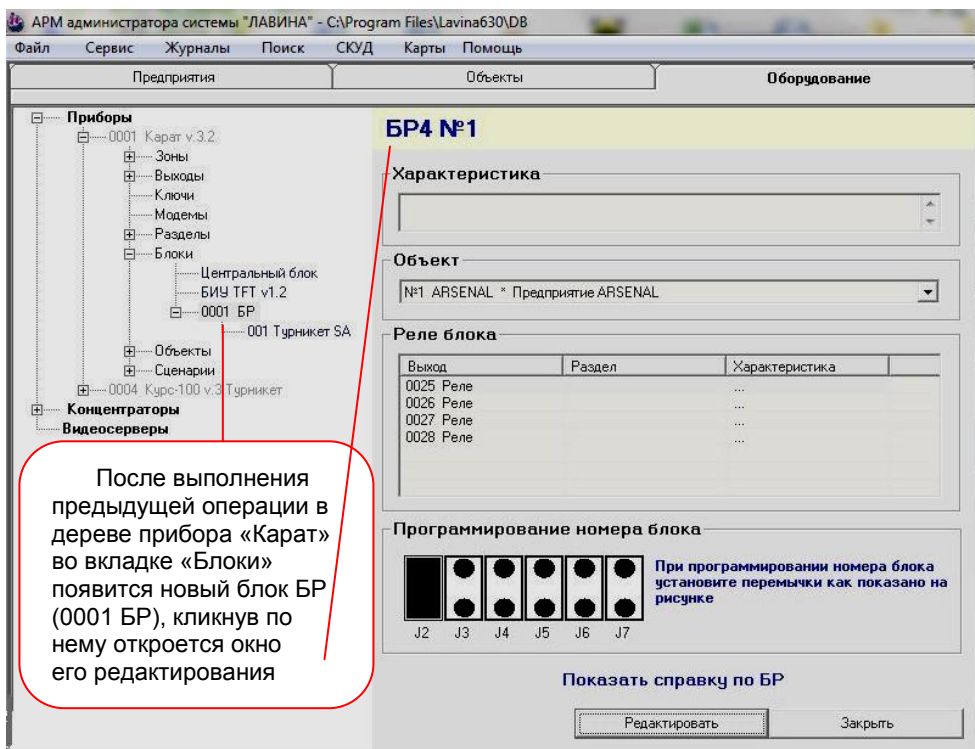 АРМ администратора системы "ЛАВИНА" - C:\Program Files\Lavina630\DB
Файл Сервис Журналы Поиск СКУД Карты Помощь
Предприятия Объекты Оборудование
Приборы
0001 Карат v.3.2
Зоны
Выходы
Ключи
Модемы
Разделы
Блоки
Центральный блок
БИУ TFT v1.2
0001 БР
001 Турникет SA
Объекты
Сценарии
0004 Курс-100 v.3 Турникет
Концентраторы
Видеосерверы
После выполнения
предыдущей операции в
дереве прибора «Карат»
во вкладке «Блоки»
появится новый блок БР
(0001 БР), кликнув по
нему откроется окно
его редактирования
БР4 №1
Характеристика
Объект
№1 ARSENAL * Предприятие ARSENAL
Реле блока
Выход Раздел Характеристика
0025 Реле ...
0026 Реле ...
0027 Реле ...
0028 Реле ...
Программирование номера блока
J2 J3 J4 J5 J6 J7
При программировании номера блока
установите перемычки как показано на
рисунке
Показать справку по БР
Редактировать Закрыть